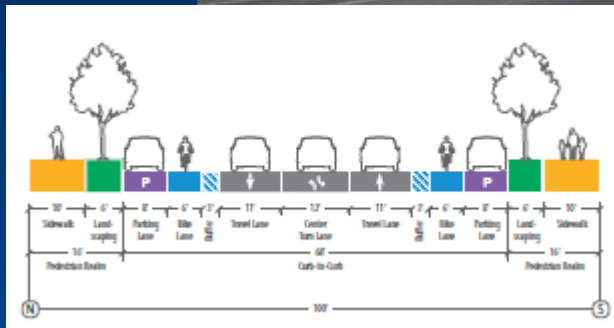 P P
10' 6' 8' 6' 3' 11' 12' 11' 3' 6' 8' 6' 10'
Sidewalk Land-scaping Parking Lane Bike Lane Buffer Travel Lane Center Turn Lane Travel Lane Buffer Bike Lane Parking Lane Land-scaping Sidewalk
16' 68' 16'
Pedestrian Realm Curb-to-Curb Pedestrian Realm
N 100' S